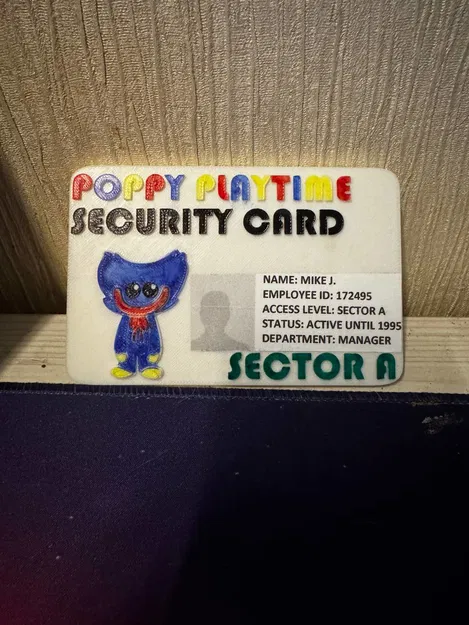 POPPY PLAYTIME
SECURITY CARD
NAME: MIKE J.
EMPLOYEE ID: 172495
ACCESS LEVEL: SECTOR A
STATUS: ACTIVE UNTIL 1995
DEPARTMENT: MANAGER
SECTOR A